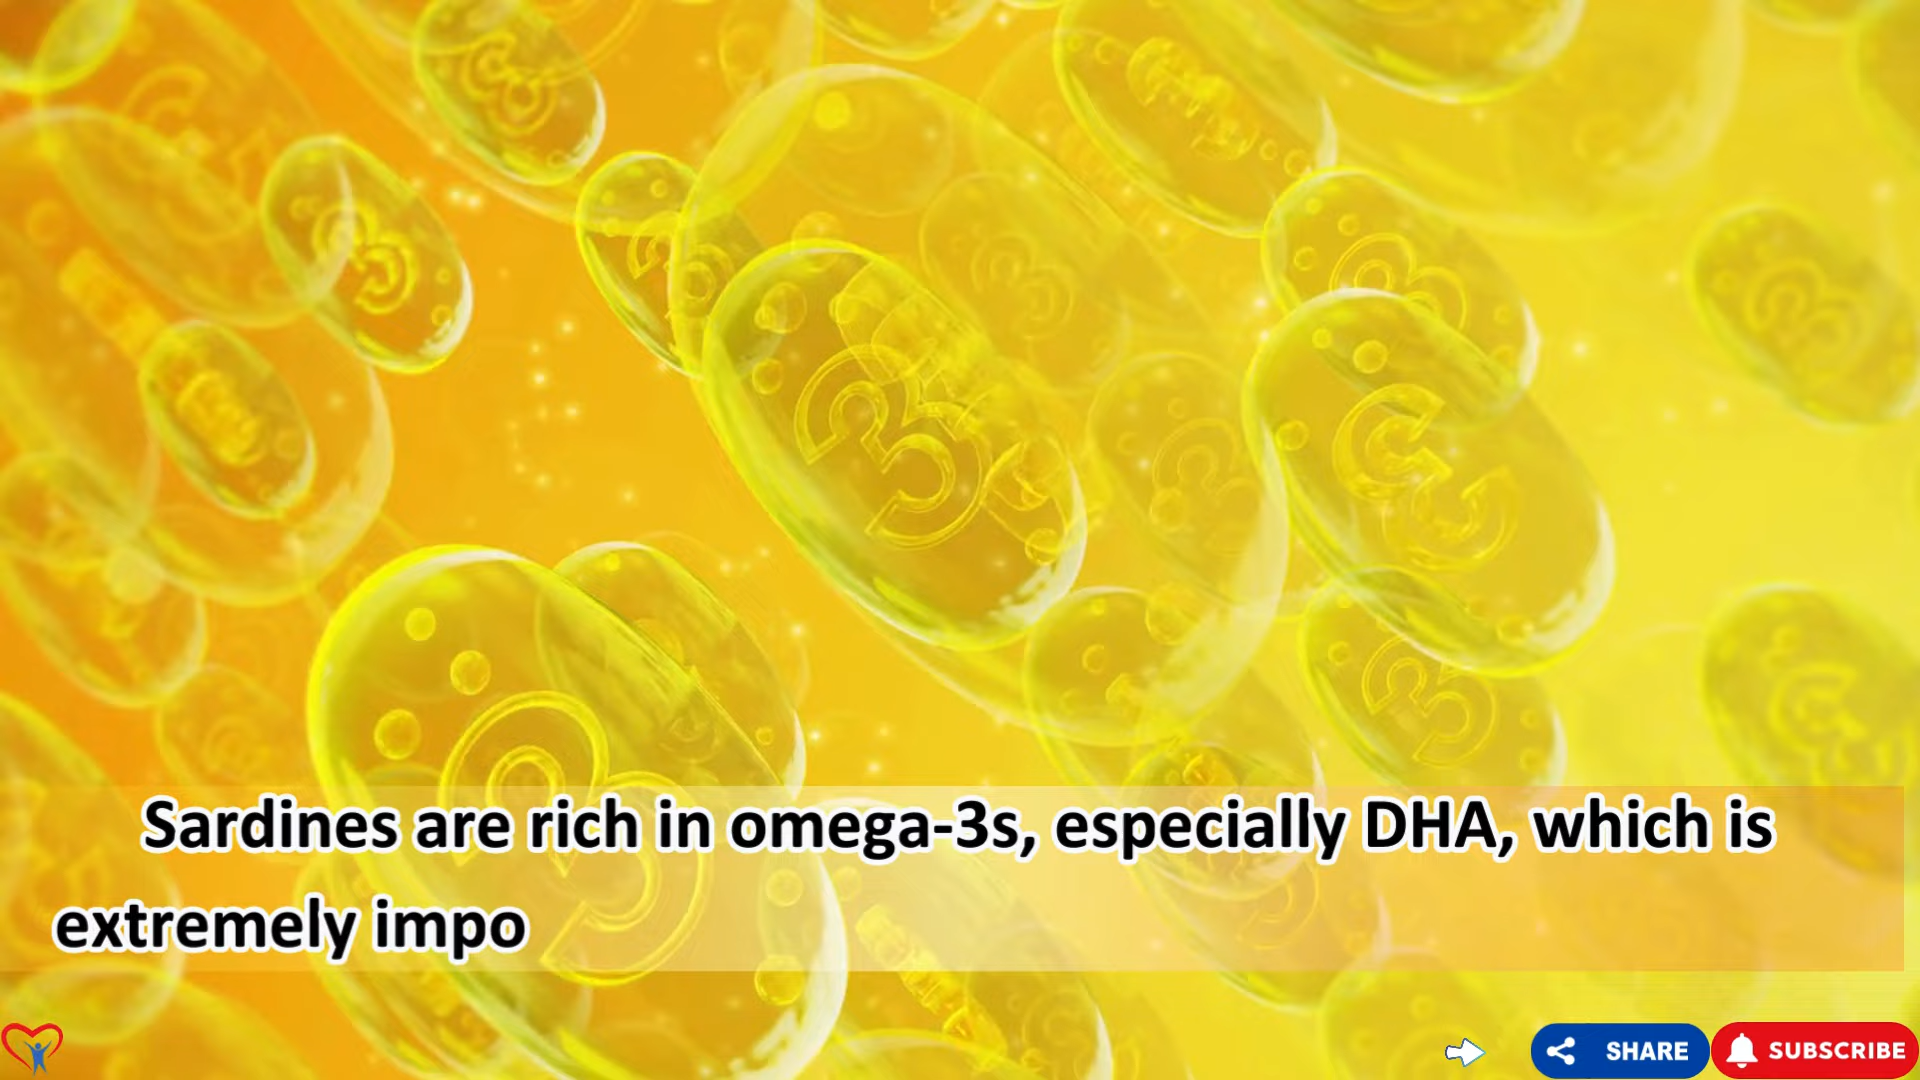 Sardines are rich in omega-3s, especially DHA, which is
extremely impo
SHARE
SUBSCRIBE